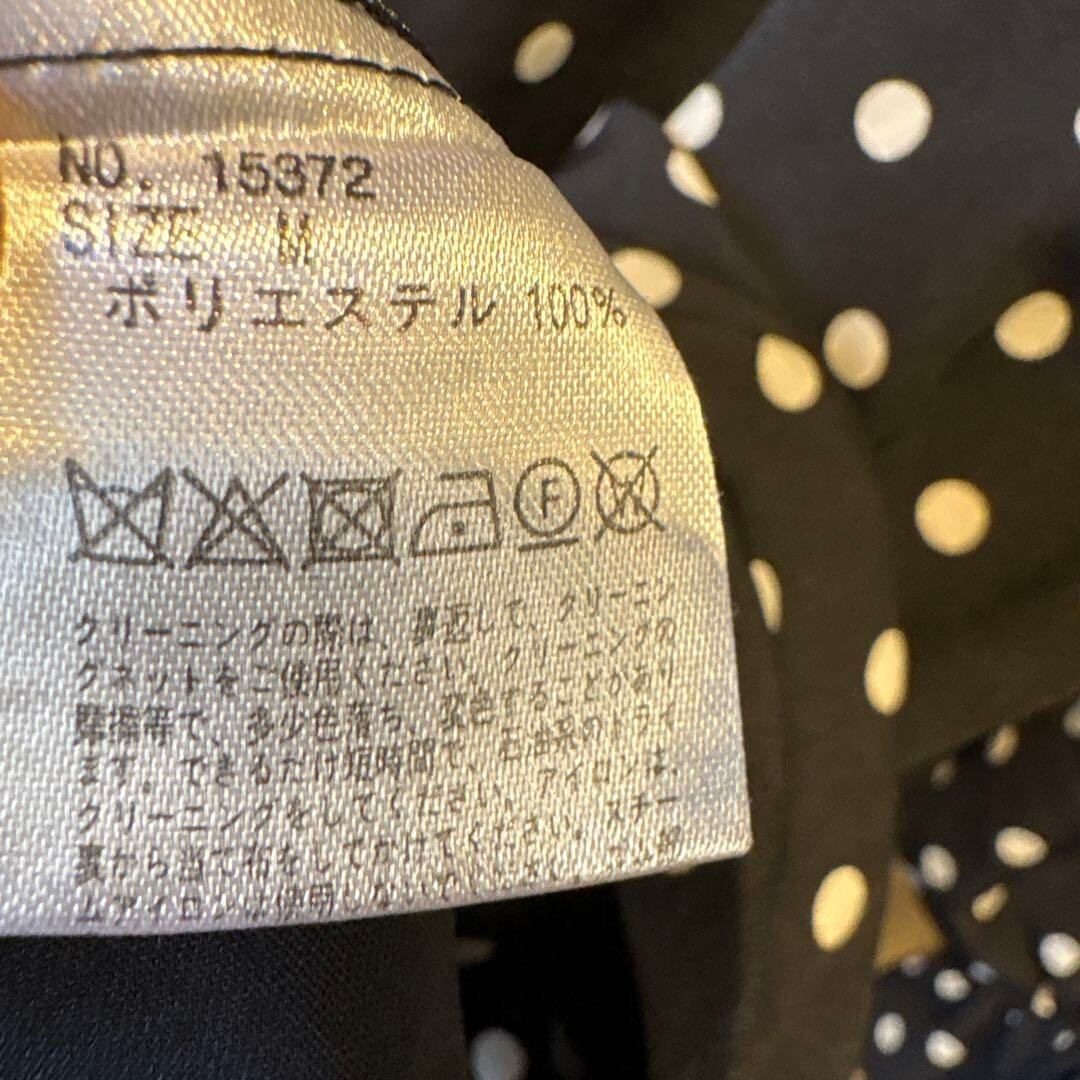 NO. 15372
SIZE M
ポリエステル 100%
F
クリーニングの際は、裏返して、クリーニン
グネットをご使用ください。クリーニングの
摩擦等で、多少色落ち、変色することがあり
ます。できるだけ短時間で、石油系のドライ
クリーニングをしてください。アイロンは、
裏から当て布をしてかけてください。スチー
ムアイロンは使用